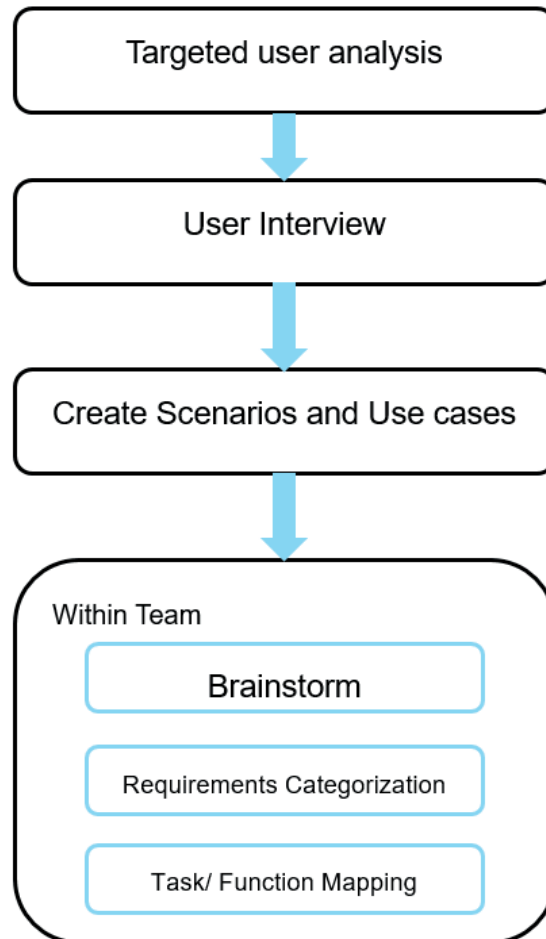 Targeted user analysis
User Interview
Create Scenarios and Use cases
Within Team
Brainstorm
Requirements Categorization
Task/ Function Mapping